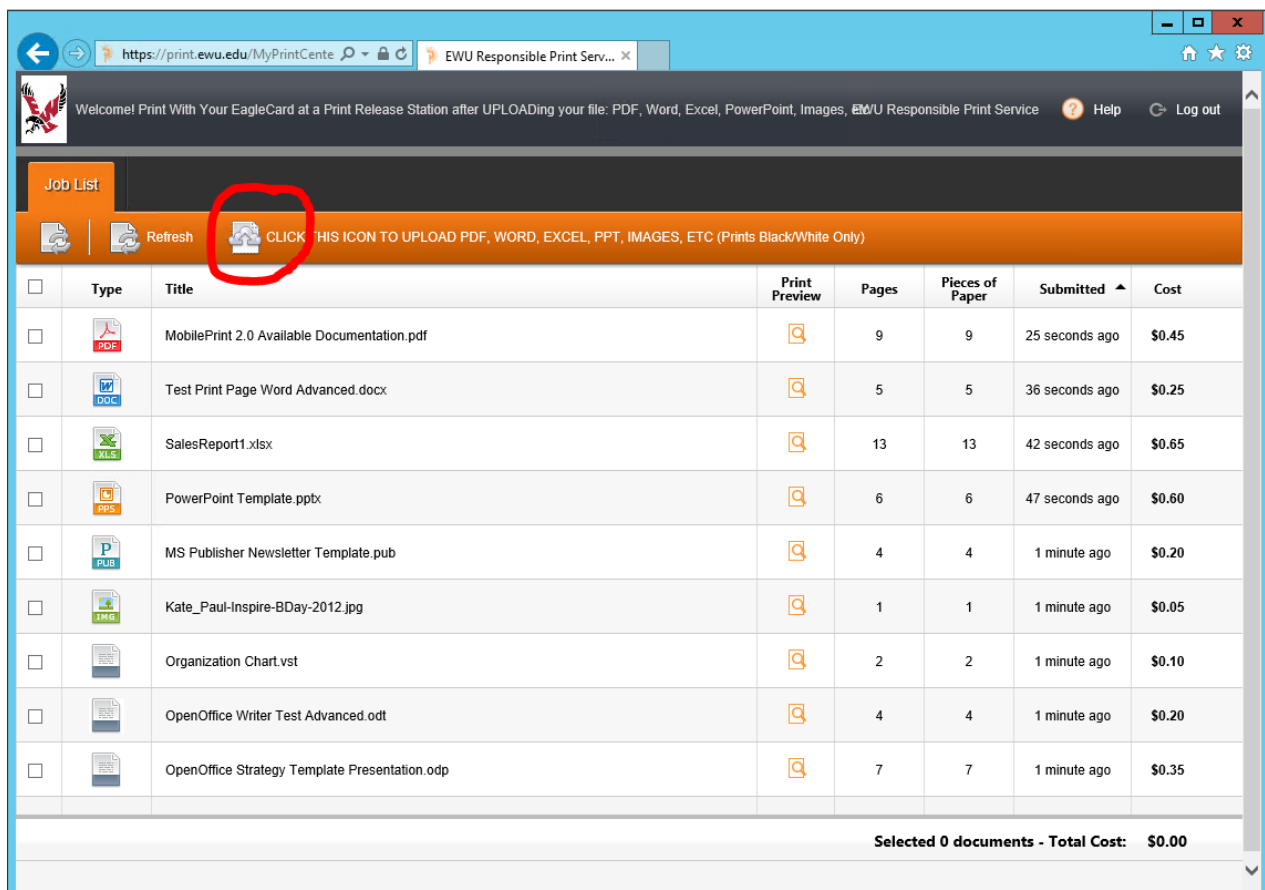 https://print.ewu.edu/MyPrintCente EWU Responsible Print Serv...
Welcome! Print With Your EagleCard at a Print Release Station after UPLOADing your file: PDF, Word, Excel, PowerPoint, Images, EWU Responsible Print Service Help Log out
Job List
Refresh CLICK THIS ICON TO UPLOAD PDF, WORD, EXCEL, PPT, IMAGES, ETC (Prints Black/White Only)
Type Title Print Preview Pages Pieces of Paper Submitted Cost
PDF MobilePrint 2.0 Available Documentation.pdf 9 9 25 seconds ago $0.45
DOC Test Print Page Word Advanced.docx 5 5 36 seconds ago $0.25
XLS SalesReport1.xlsx 13 13 42 seconds ago $0.65
PPS PowerPoint Template.pptx 6 6 47 seconds ago $0.60
P PUB MS Publisher Newsletter Template.pub 4 4 1 minute ago $0.20
IMG Kate_Paul-Inspire-BDay-2012.jpg 1 1 1 minute ago $0.05
Organization Chart.vst 2 2 1 minute ago $0.10
OpenOffice Writer Test Advanced.odt 4 4 1 minute ago $0.20
OpenOffice Strategy Template Presentation.odp 7 7 1 minute ago $0.35
Selected 0 documents - Total Cost: $0.00